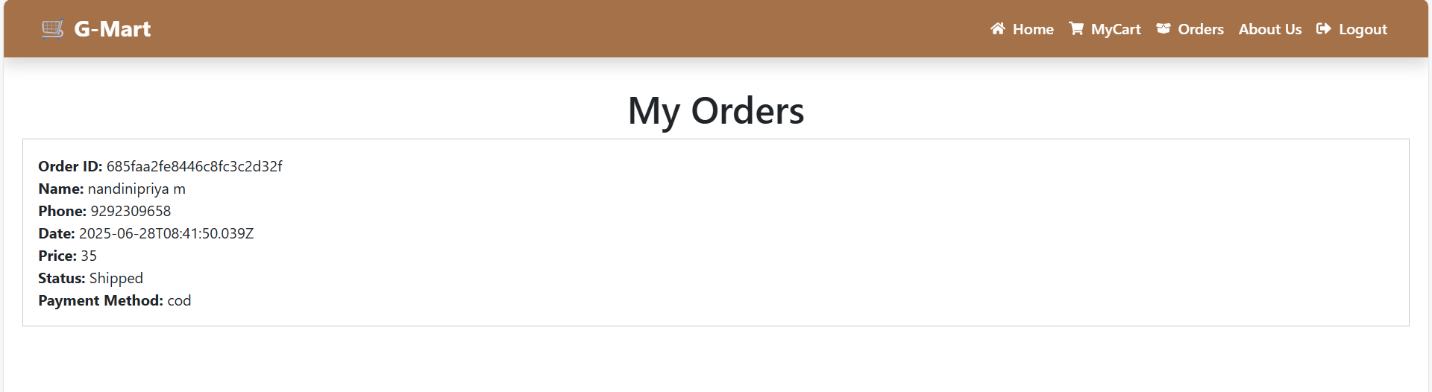 G-Mart
Home MyCart Orders About Us Logout
My Orders
Order ID: 685faa2fe8446c8fc3c2d32f
Name: nandinipriya m
Phone: 9292309658
Date: 2025-06-28T08:41:50.039Z
Price: 35
Status: Shipped
Payment Method: cod